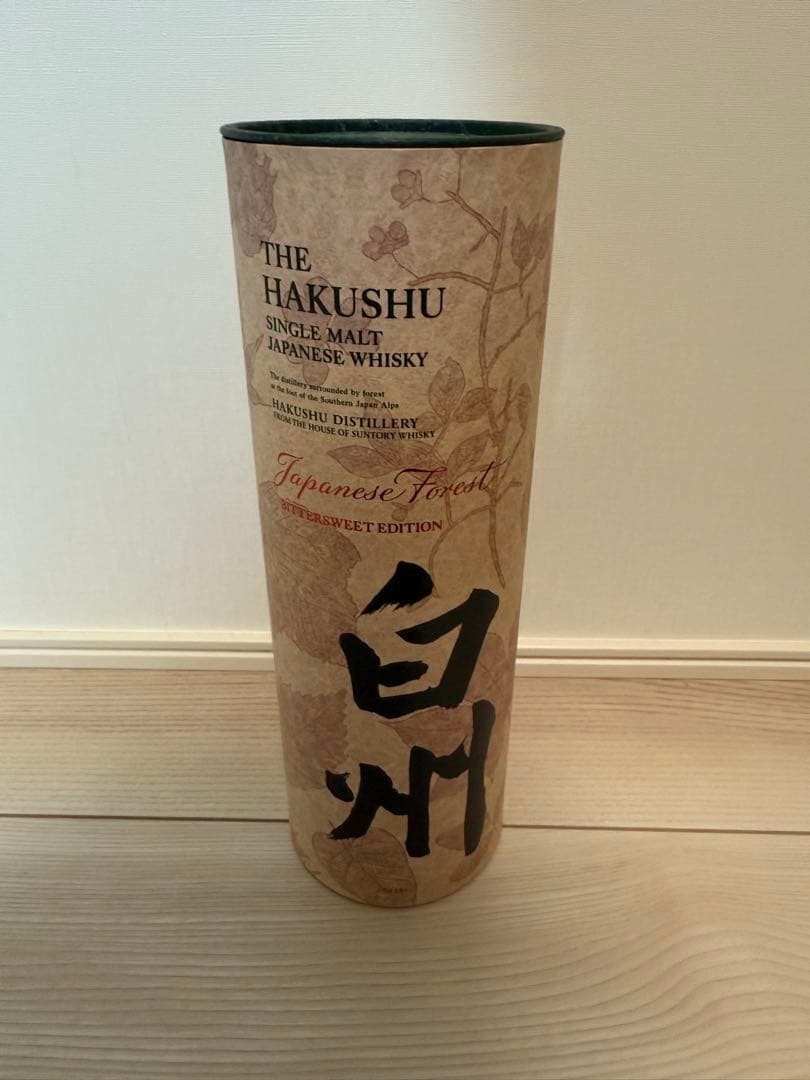 THE
HAKUSHU
SINGLE MALT
JAPANESE WHISKY
The distillery surrounded by forest
at the foot of the Southern Japan Alps
HAKUSHU DISTILLERY
FROM THE HOUSE OF SUNTORY WHISKY
Japanese Forest
BITTERSWEET EDITION
白
州